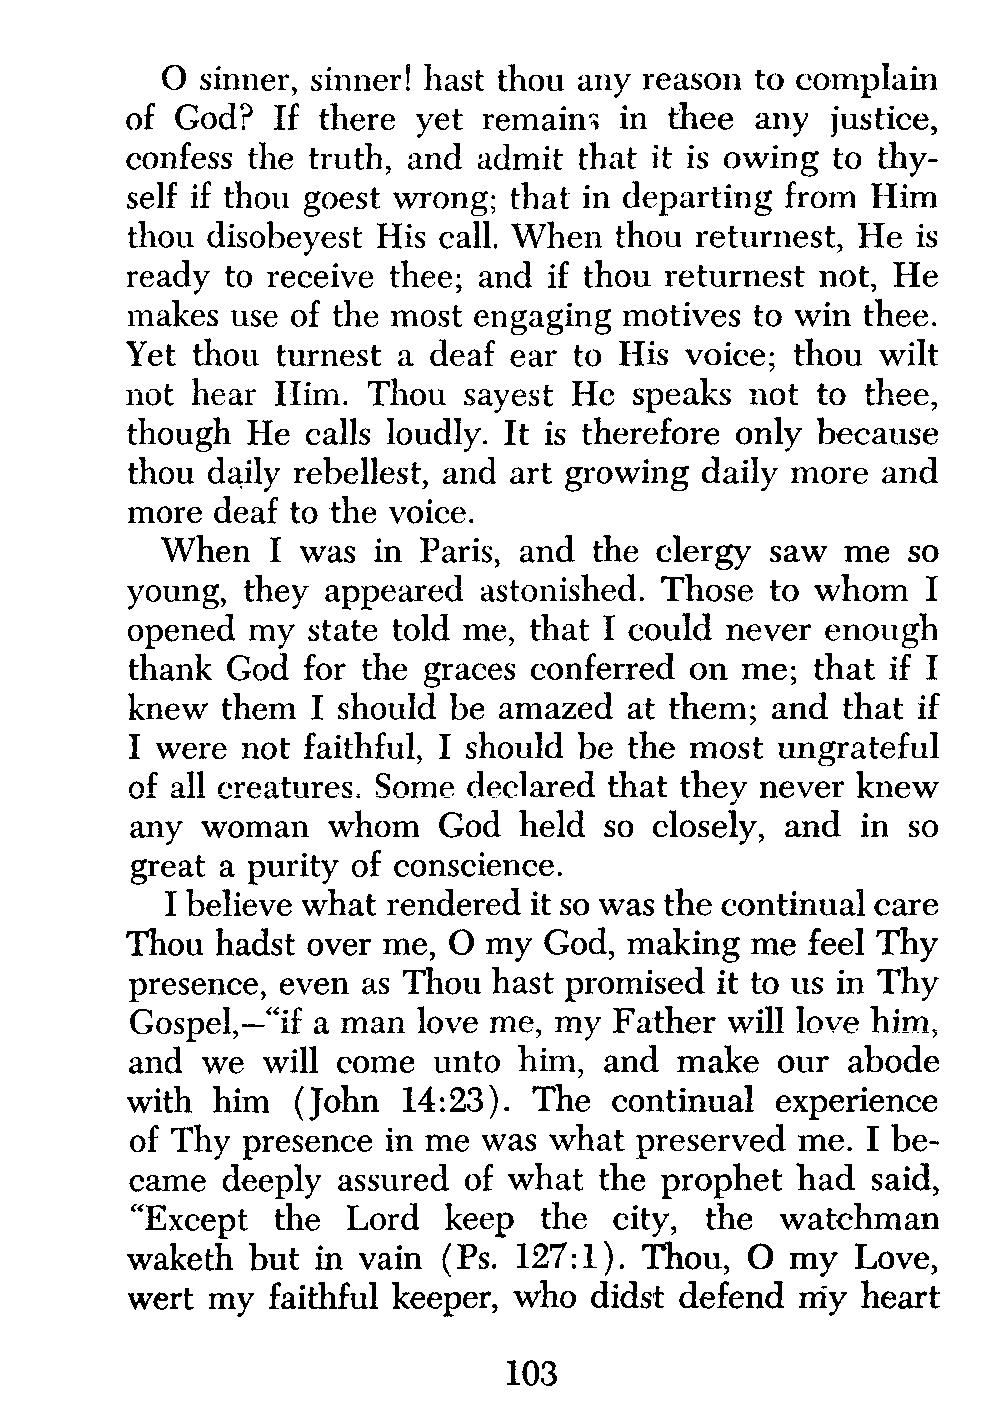 O sinner, sinner! hast thou any reason to complain
of God? If there yet remains in thee any justice,
confess the truth, and admit that it is owing to thy-
self if thou goest wrong; that in departing from Him
thou disobeyest His call. When thou returnest, He is
ready to receive thee; and if thou returnest not, He
makes use of the most engaging motives to win thee.
Yet thou turnest a deaf ear to His voice; thou wilt
not hear Him. Thou sayest He speaks not to thee,
though He calls loudly. It is therefore only because
thou daily rebellest, and art growing daily more and
more deaf to the voice.
When I was in Paris, and the clergy saw me so
young, they appeared astonished. Those to whom I
opened my state told me, that I could never enough
thank God for the graces conferred on me; that if I
knew them I should be amazed at them; and that if
I were not faithful, I should be the most ungrateful
of all creatures. Some declared that they never knew
any woman whom God held so closely, and in so
great a purity of conscience.
I believe what rendered it so was the continual care
Thou hadst over me, O my God, making me feel Thy
presence, even as Thou hast promised it to us in Thy
Gospel,—“if a man love me, my Father will love him,
and we will come unto him, and make our abode
with him (John 14:23). The continual experience
of Thy presence in me was what preserved me. I be-
came deeply assured of what the prophet had said,
“Except the Lord keep the city, the watchman
waketh but in vain (Ps. 127:1). Thou, O my Love,
wert my faithful keeper, who didst defend my heart
103